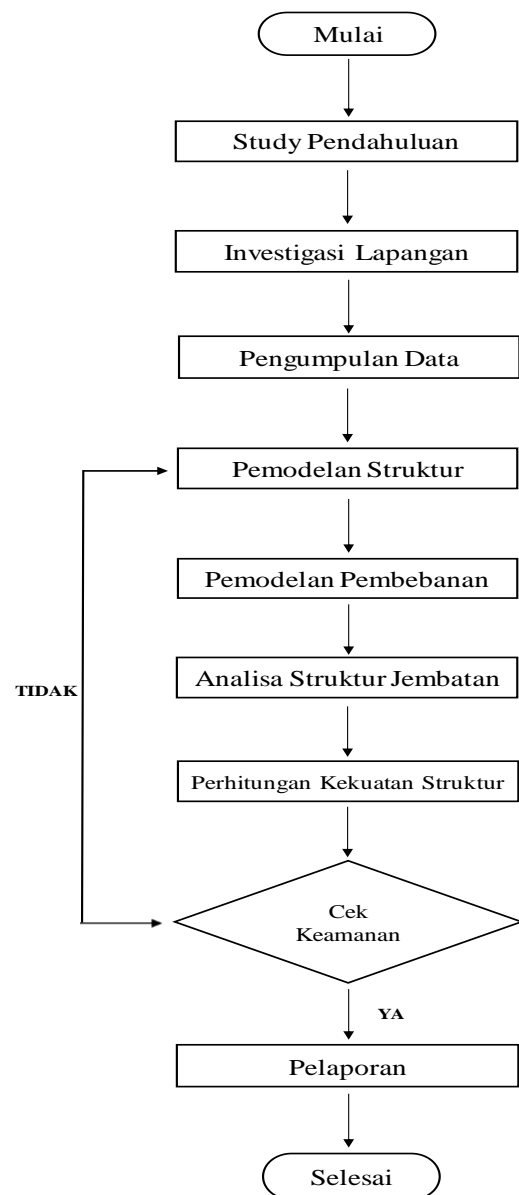 Mulai
Study Pendahuluan
Investigasi Lapangan
Pengumpulan Data
Pemodelan Struktur
Pemodelan Pembebanan
Analisa Struktur Jembatan
TIDAK
Perhitungan Kekuatan Struktur
Cek
Keamanan
YA
Pelaporan
Selesai